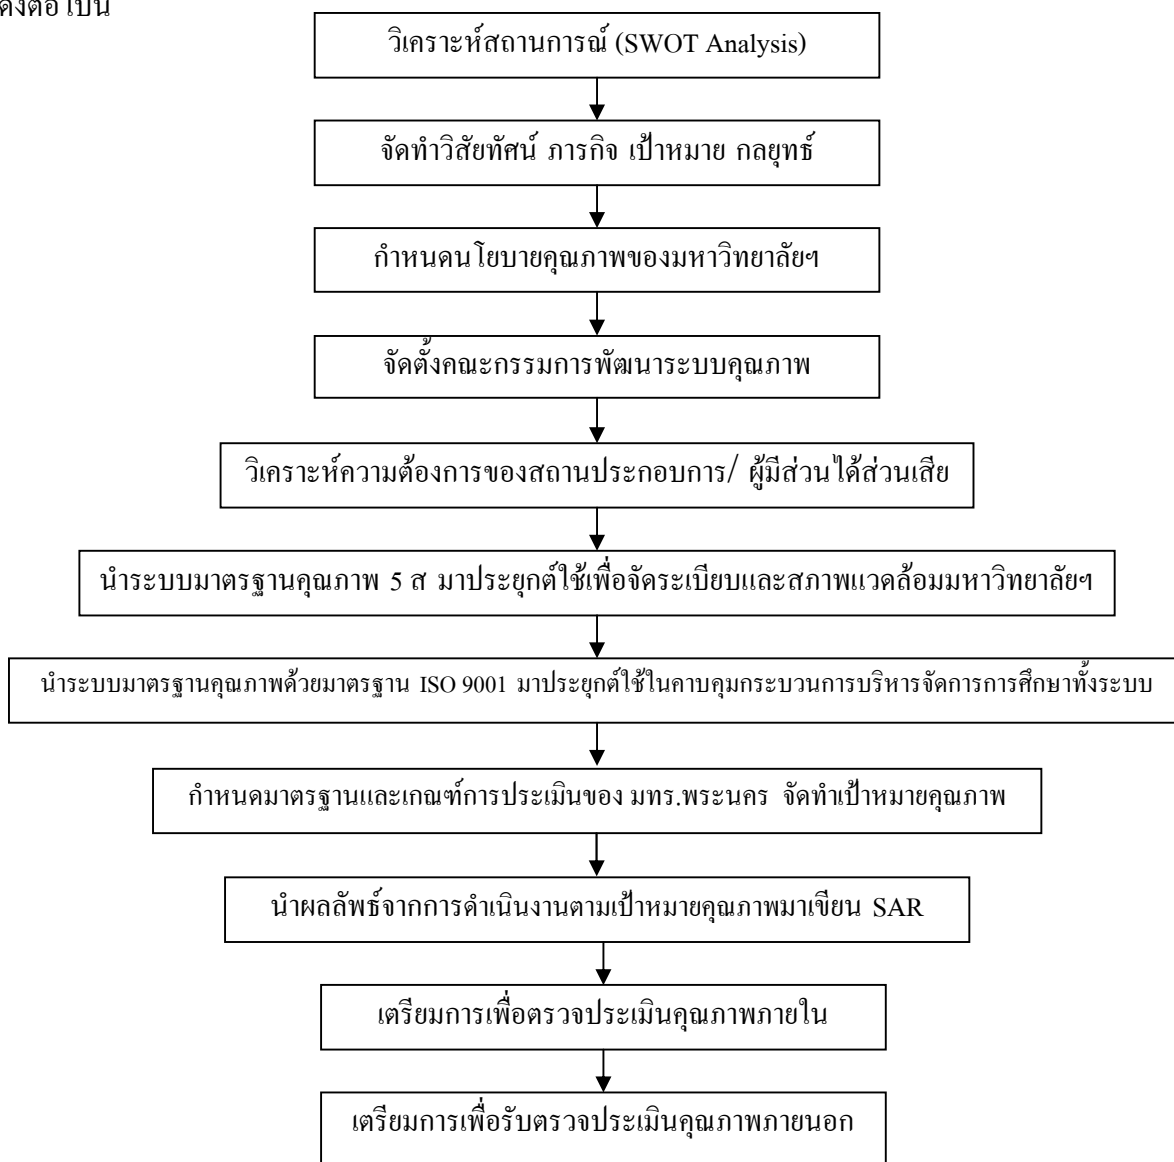 วิเคราะห์สถานการณ์ (SWOT Analysis)
จัดทำวิสัยทัศน์ ภารกิจ เป้าหมาย กลยุทธ์
กำหนดนโยบายคุณภาพของมหาวิทยาลัยฯ
จัดตั้งคณะกรรมการพัฒนาระบบคุณภาพ
วิเคราะห์ความต้องการของสถานประกอบการ/ ผู้มีส่วนได้ส่วนเสีย
นำระบบมาตรฐานคุณภาพ 5 ส มาประยุกต์ใช้เพื่อจัดระเบียบและสภาพแวดล้อมมหาวิทยาลัยฯ
นำระบบมาตรฐานคุณภาพด้วยมาตรฐาน ISO 9001 มาประยุกต์ใช้ในคาบคุมกระบวนการบริหารจัดการการศึกษาทั้งระบบ
กำหนดมาตรฐานและเกณฑ์การประเมินของ มทร.พระนคร จัดทำเป้าหมายคุณภาพ
นำผลลัพธ์จากการดำเนินงานตามเป้าหมายคุณภาพมาเขียน SAR
เตรียมการเพื่อตรวจประเมินคุณภาพภายใน
เตรียมการเพื่อรับตรวจประเมินคุณภาพภายนอก